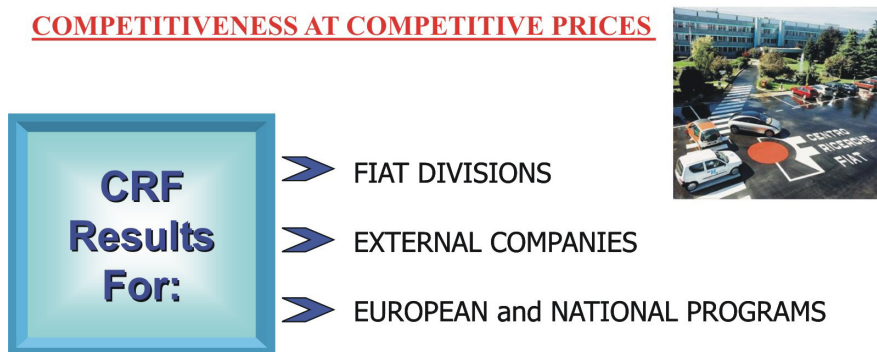 COMPETITIVENESS AT COMPETITIVE PRICES
CENTRO
RICERCHE
FIAT
CRF
Results
For:
FIAT DIVISIONS
EXTERNAL COMPANIES
EUROPEAN and NATIONAL PROGRAMS